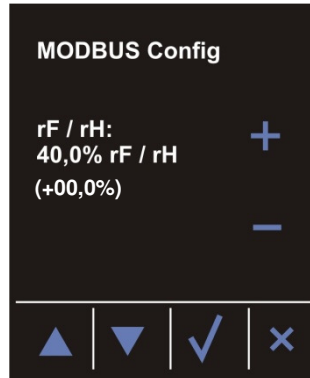 MODBUS Config
rF / rH:
40,0% rF / rH
(+00,0%)